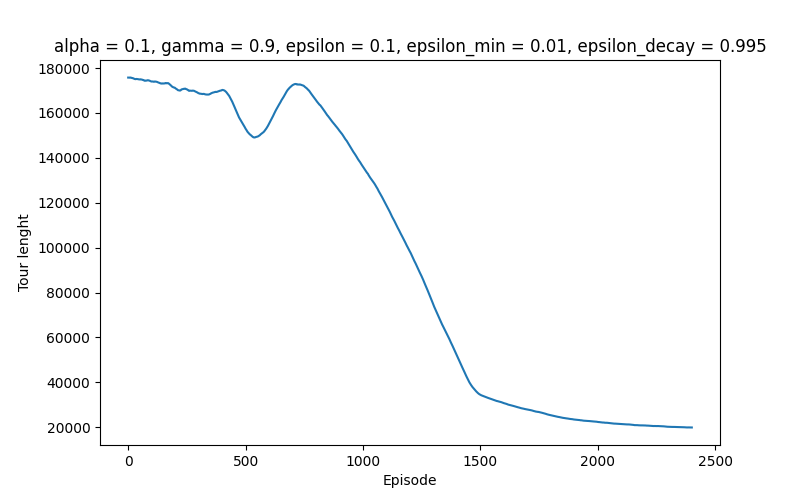 alpha = 0.1, gamma = 0.9, epsilon = 0.1, epsilon_min = 0.01, epsilon_decay = 0.995
180000
160000
140000
120000
100000
80000
60000
40000
20000
Tour lenght
0 500 1000 1500 2000 2500
Episode